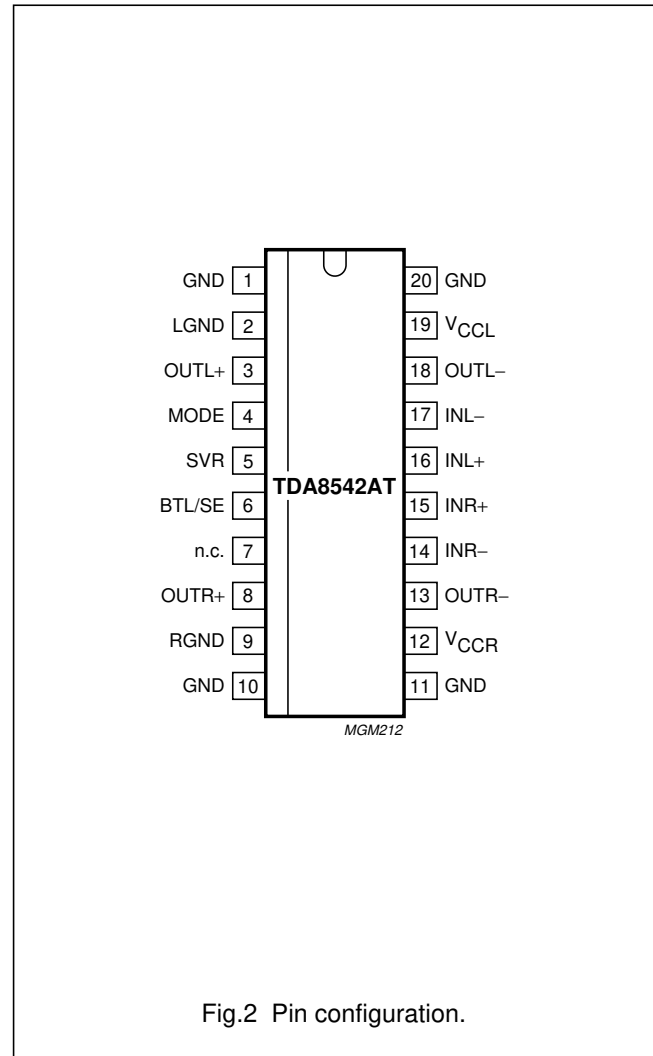 GND 1 20 GND
LGND 2 19 VCCL
OUTL+ 3 18 OUTL−
MODE 4 17 INL−
SVR 5 16 INL+
TDA8542AT
BTL/SE 6 15 INR+
n.c. 7 14 INR−
OUTR+ 8 13 OUTR−
RGND 9 12 VCCR
GND 10 11 GND
MGM212
Fig.2 Pin configuration.